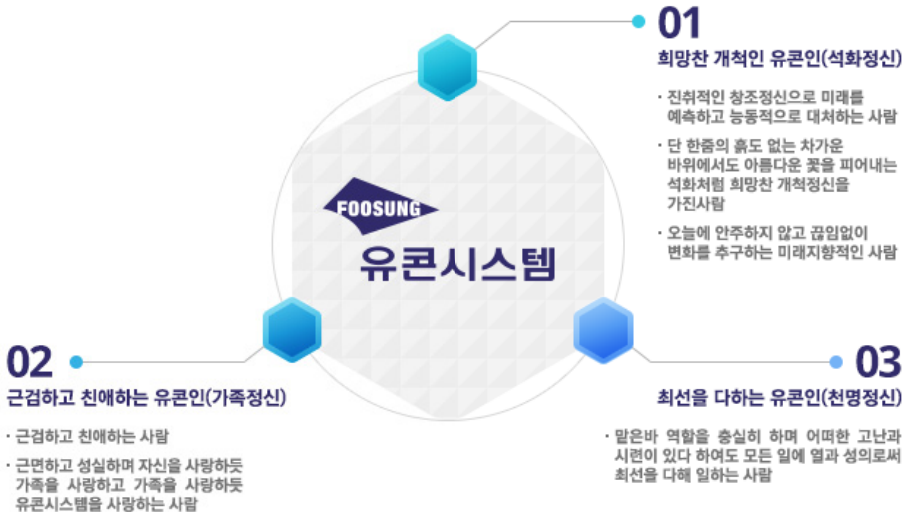 01
희망찬 개척인 유콘인(석화정신)
· 진취적인 창조정신으로 미래를
예측하고 능동적으로 대처하는 사람
· 단 한줌의 흙도 없는 차가운
바위에서도 아름다운 꽃을 피어내는
석화처럼 희망찬 개척정신을
가진사람
· 오늘에 안주하지 않고 끊임없이
변화를 추구하는 미래지향적인 사람
FOOSUNG
유콘시스템
02
근검하고 친애하는 유콘인(가족정신)
· 근검하고 친애하는 사람
· 근면하고 성실하며 자신을 사랑하듯
가족을 사랑하고 가족을 사랑하듯
유콘시스템을 사랑하는 사람
03
최선을 다하는 유콘인(천명정신)
· 맡은바 역할을 충실히 하며 어떠한 고난과
시련이 있다 하여도 모든 일에 열과 성의로써
최선을 다해 일하는 사람